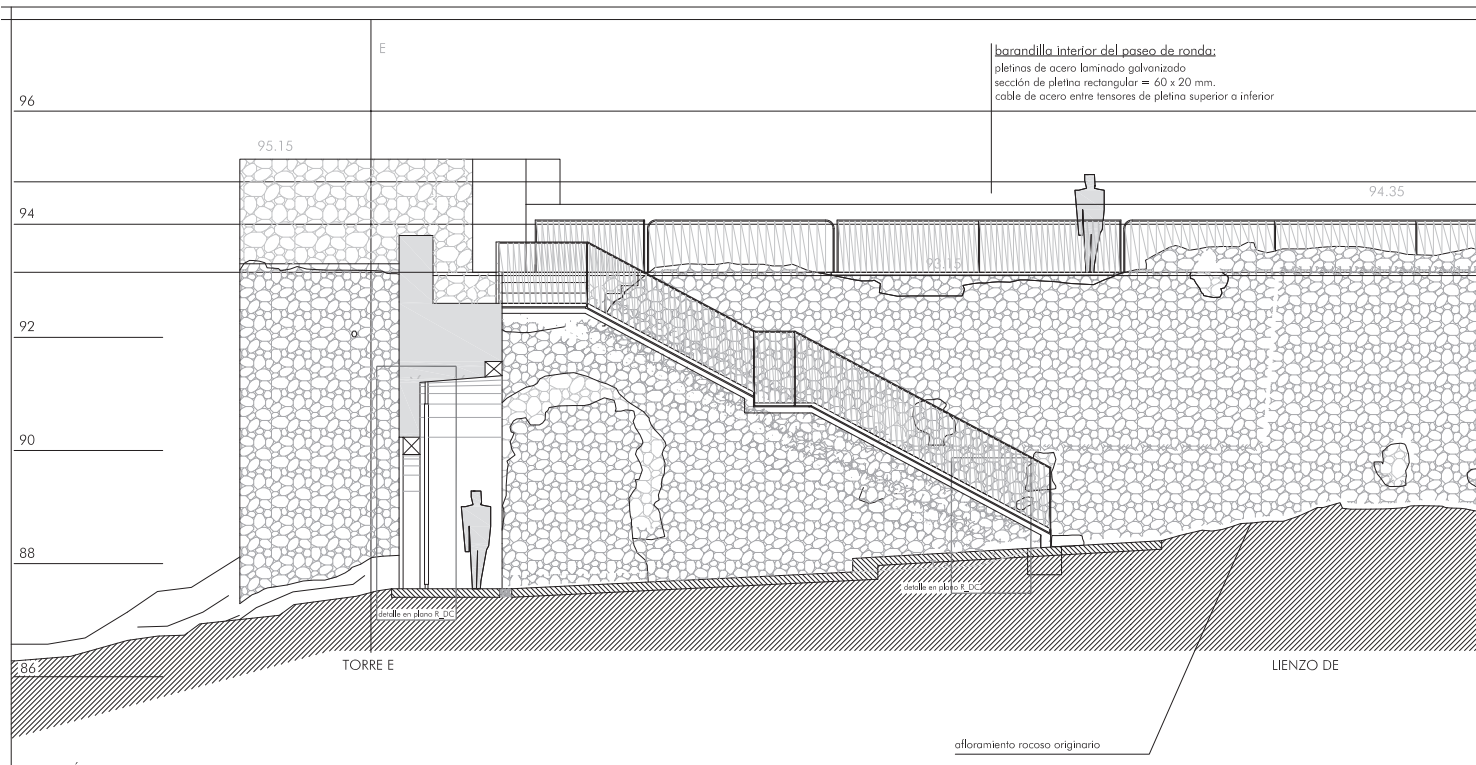 E
barandilla interior del paseo de ronda:
pletinas de acero laminado galvanizado
sección de pletina rectangular = 60 x 20 mm.
cable de acero entre tensores de pletina superior a inferior
96
95.15
94.35
94
93.15
92
90
88
detalle en plano R_DC
detalle en plano R_DC
86
TORRE E
LIENZO DE
afloramiento rocoso originario